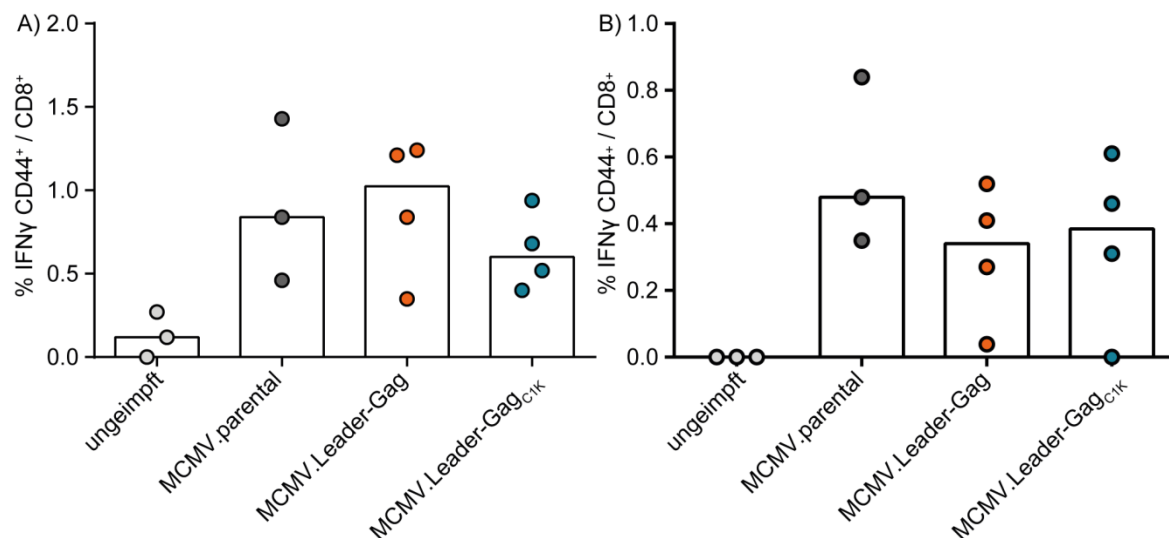 A)
% IFNγ CD44⁺ / CD8⁺
2.0
1.5
1.0
0.5
0.0
ungeimpft
MCMV.parental
MCMV.Leader-Gag
MCMV.Leader-Gag_C1K
B)
% IFNγ CD44+ / CD8+
1.0
0.8
0.6
0.4
0.2
0.0
ungeimpft
MCMV.parental
MCMV.Leader-Gag
MCMV.Leader-Gag_C1K